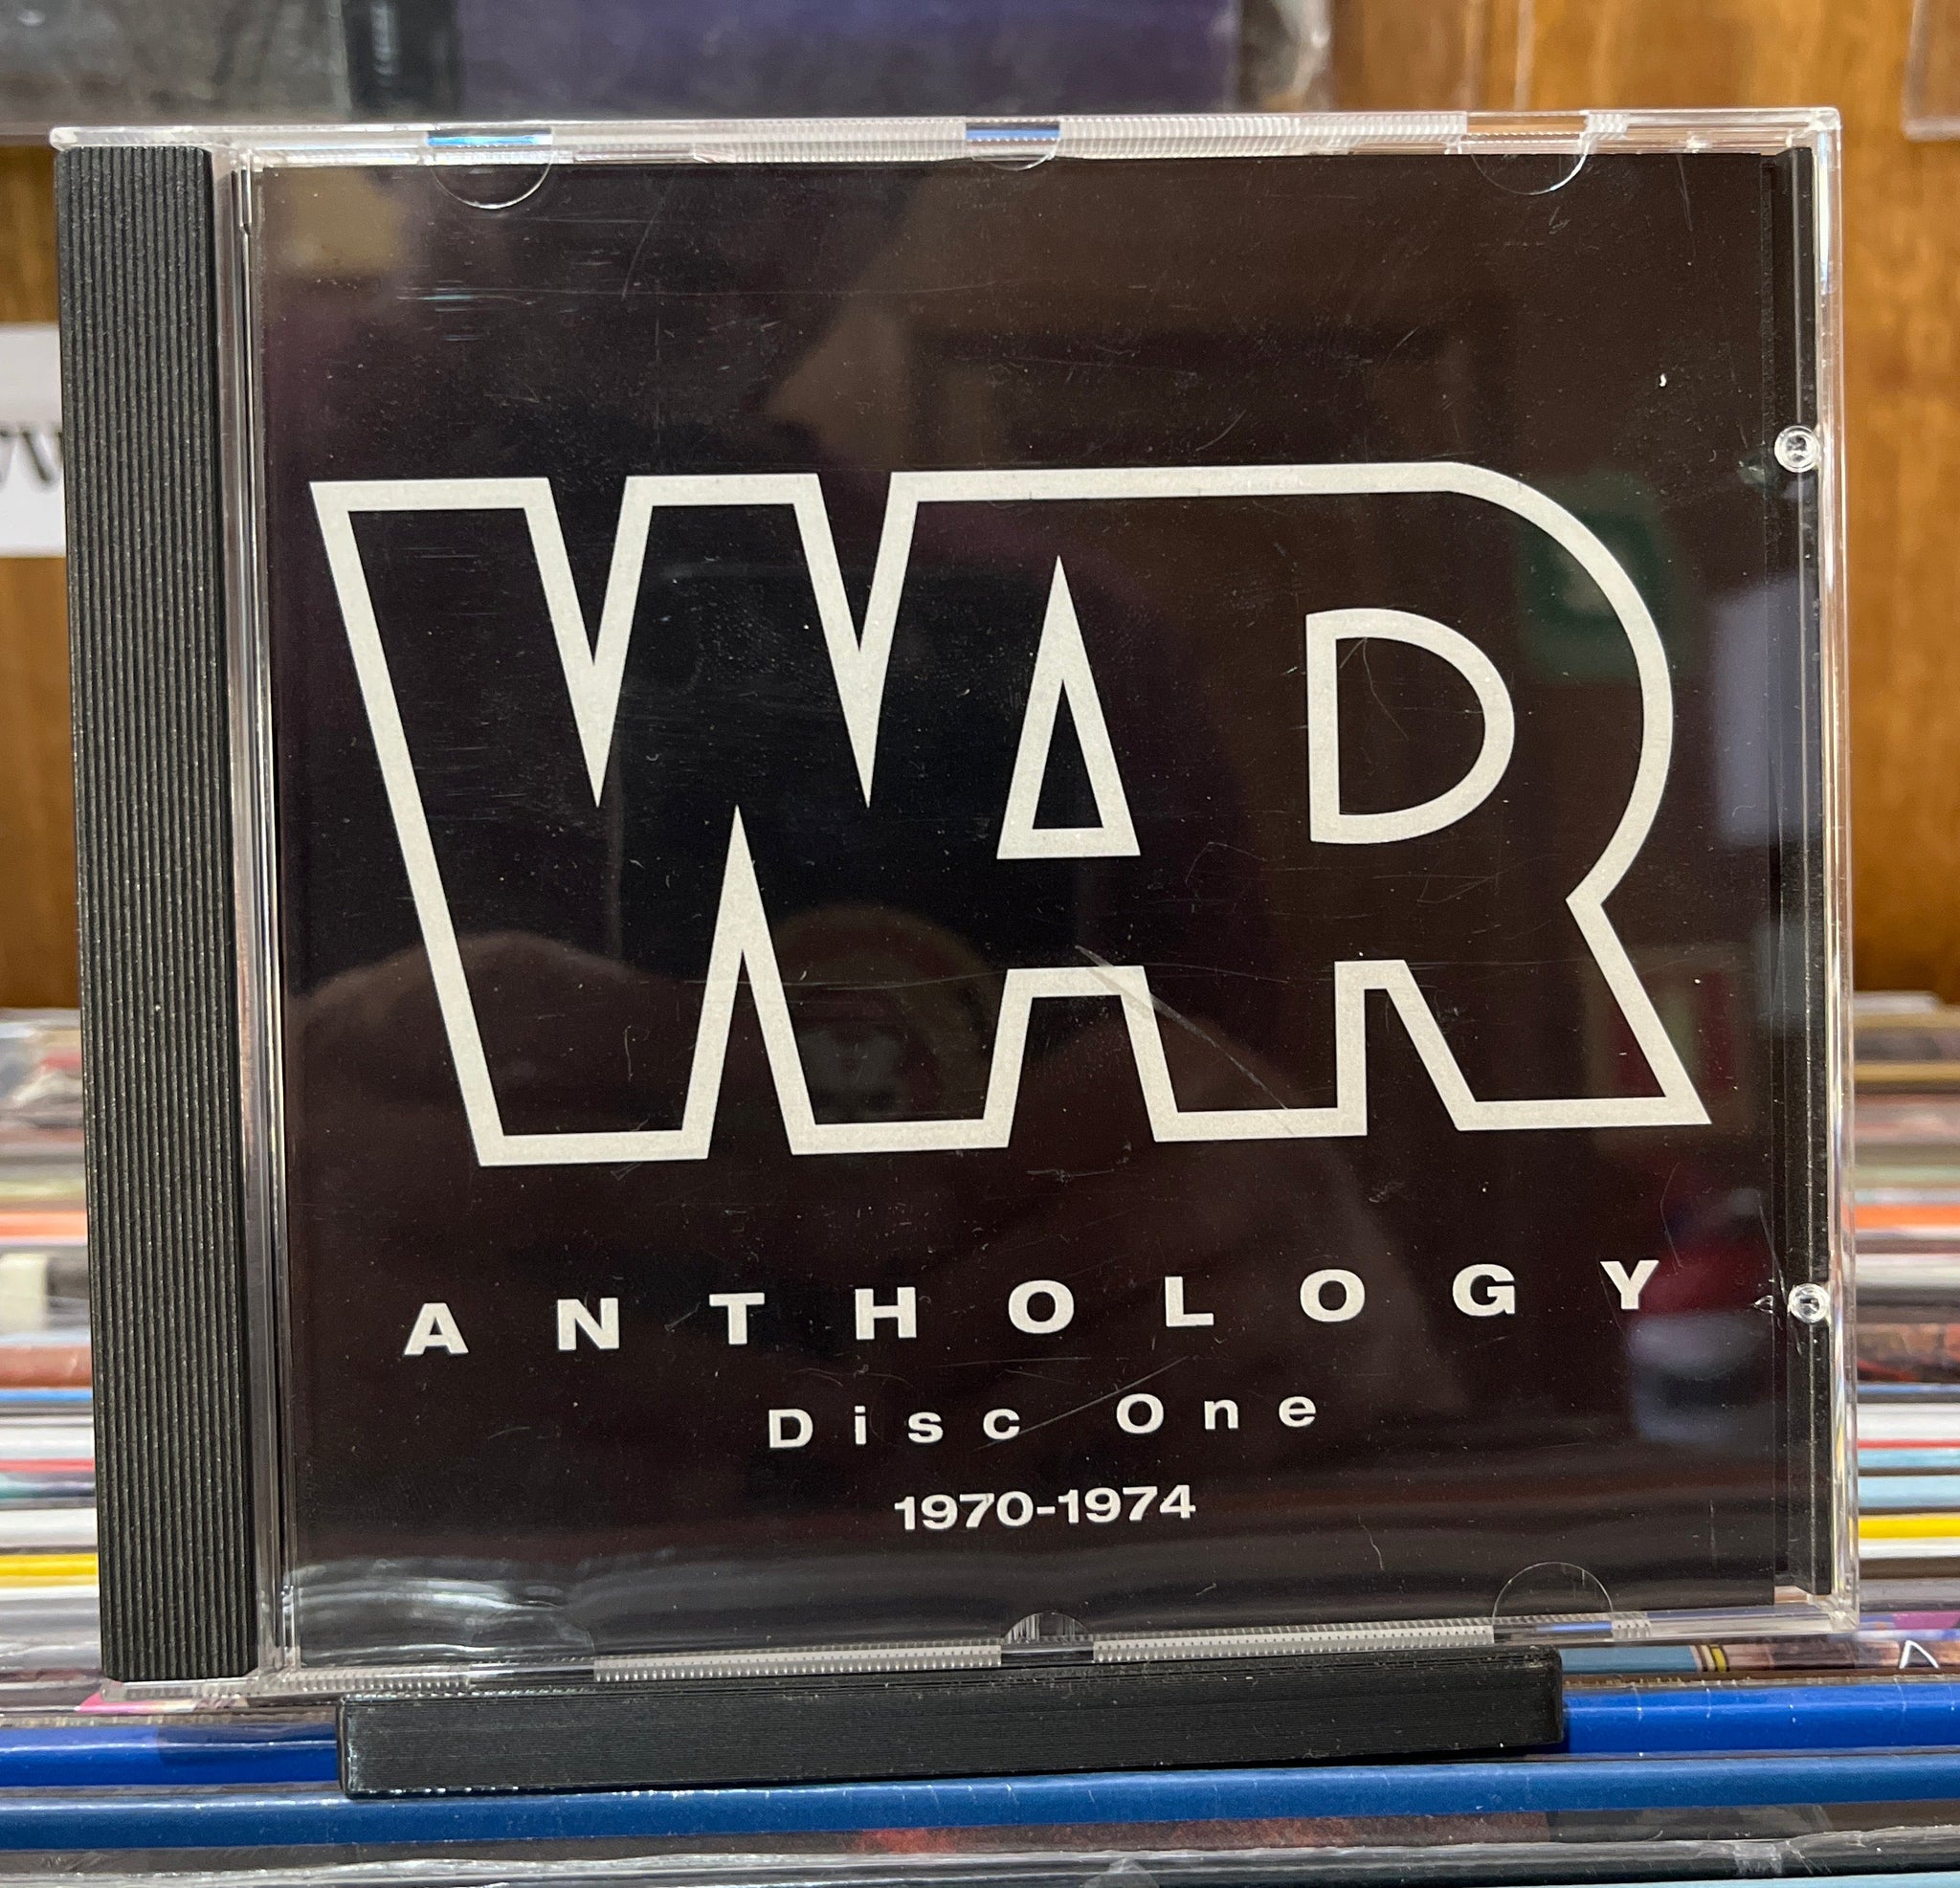 WAR
ANTHOLOGY
Disc One
1970-1974